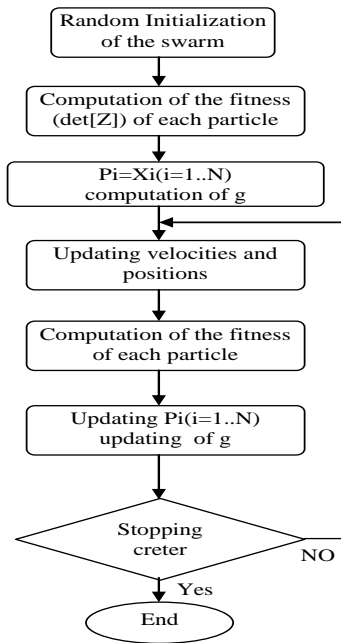 Random Initialization
of the swarm
Computation of the fitness
(det[Z]) of each particle
Pi=Xi(i=1..N)
computation of g
Updating velocities and
positions
Computation of the fitness
of each particle
Updating Pi(i=1..N)
updating of g
Stopping
creter
NO
Yes
End